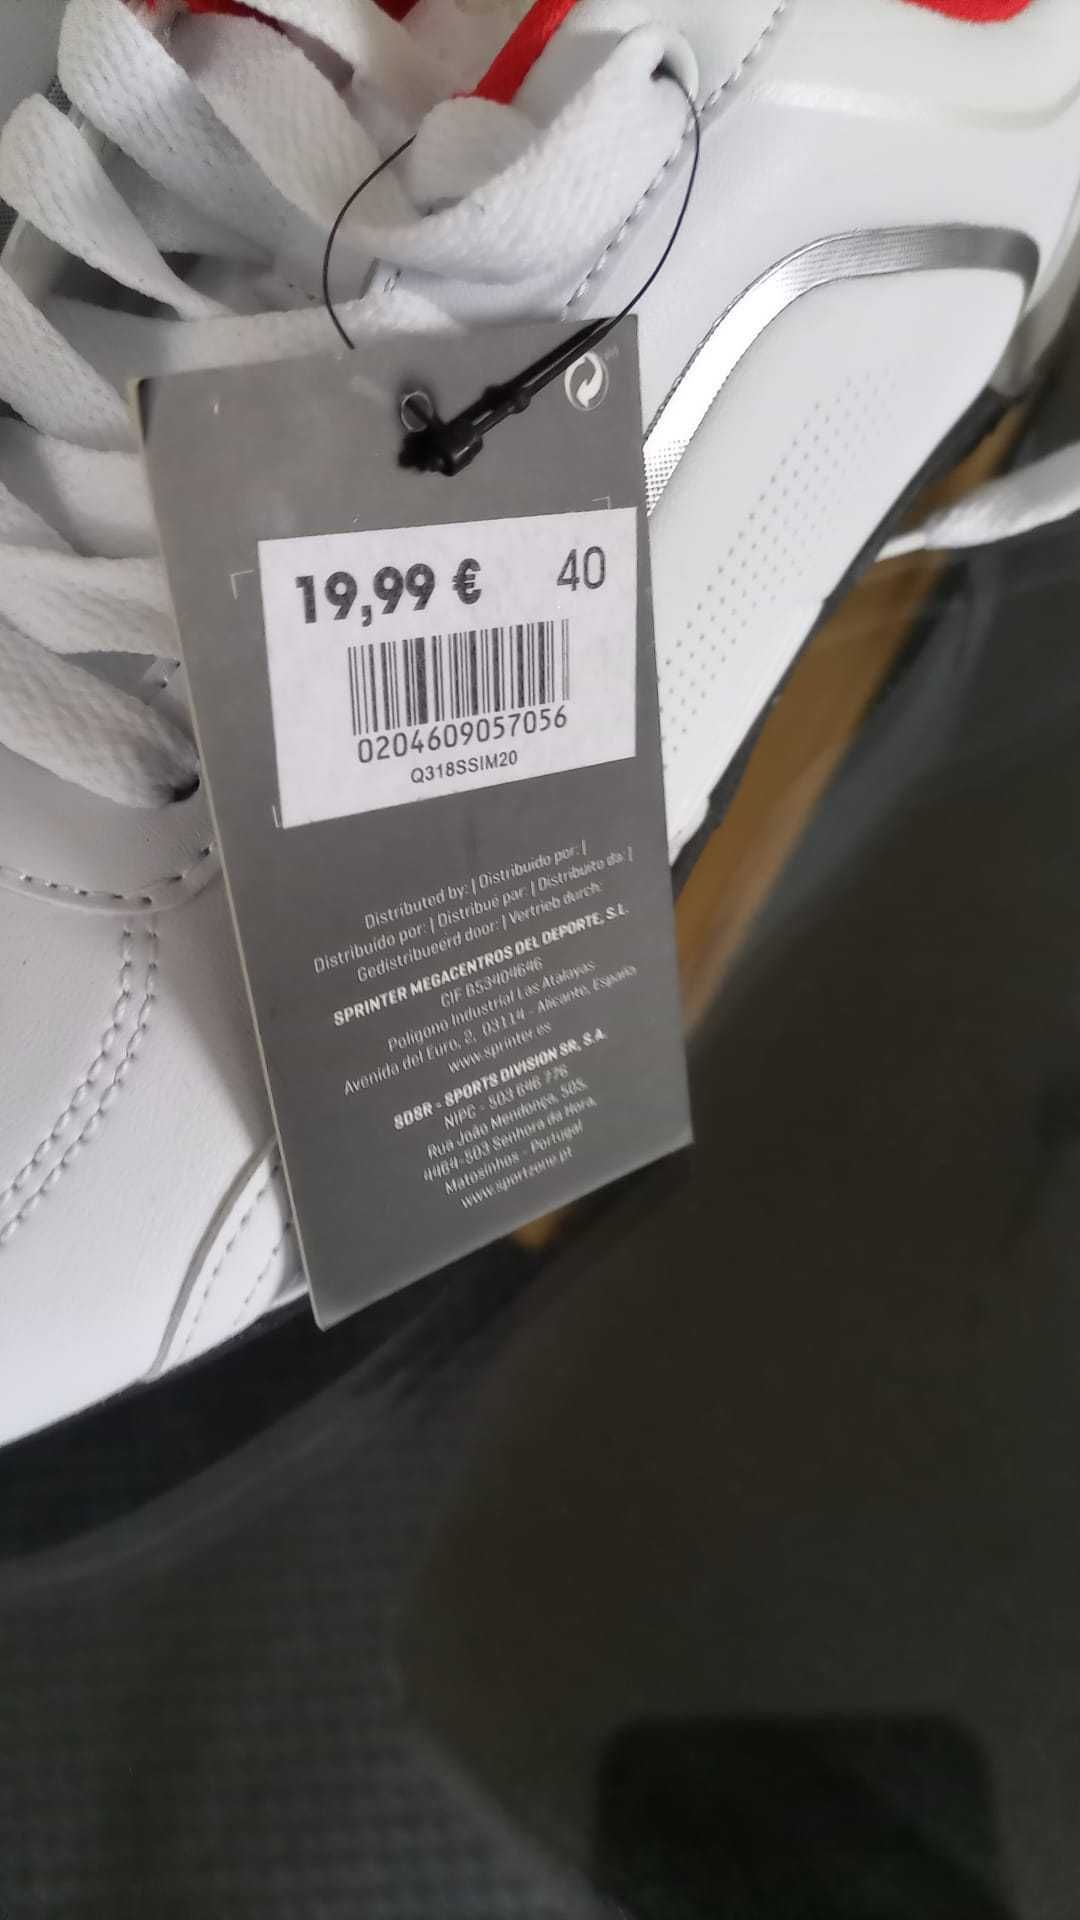 19,99 € 40
0204609057056
Q318SSIM20
Distributed by: | Distribuido por: |
Distribuído por: | Distribué par: | Distribuito da: |
Gedistribueerd door: | Vertrieb durch:
SPRINTER MEGACENTROS DEL DEPORTE, S.L.
CIF B53404646
Polígono Industrial Las Atalayas
Avenida del Euro, 2, 03114 - Alicante, España
www.sprinter.es
SDSR - SPORTS DIVISION SR, S.A.
NIPC - 503 646 776
Rua João Mendonça, 505,
4464-503 Senhora da Hora,
Matosinhos - Portugal
www.sportzone.pt